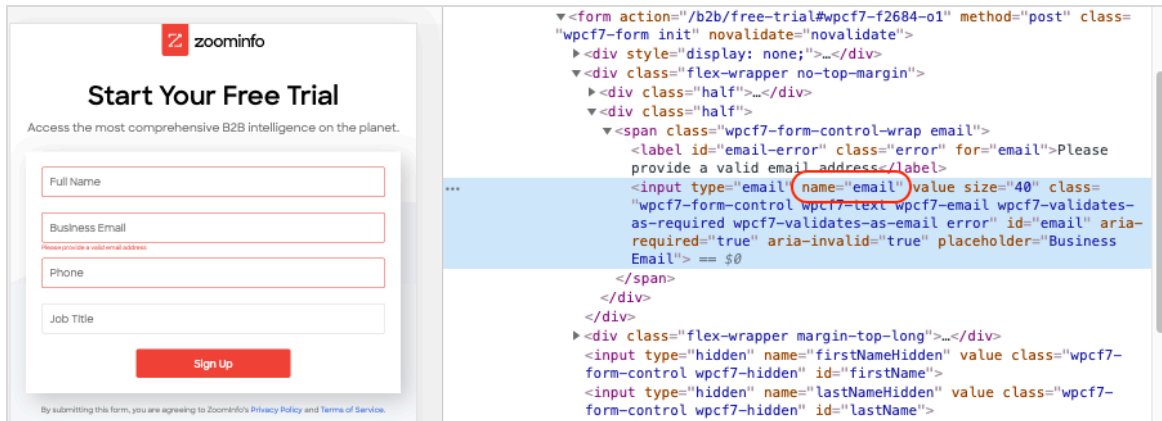 zoominfo
Start Your Free Trial
Access the most comprehensive B2B intelligence on the planet.
Full Name
Business Email
Please provide a valid email address
Phone
Job Title
Sign Up
By submitting this form, you are agreeing to ZoomInfo's Privacy Policy and Terms of Service.
▼<form action="/b2b/free-trial#wpcf7-f2684-o1" method="post" class=
"wpcf7-form init" novalidate="novalidate">
▶<div style="display: none;">…</div>
▼<div class="flex-wrapper no-top-margin">
▶<div class="half">…</div>
▼<div class="half">
▼<span class="wpcf7-form-control-wrap email">
<label id="email-error" class="error" for="email">Please
provide a valid email address</label>
… <input type="email" name="email" value size="40" class=
"wpcf7-form-control wpcf7-text wpcf7-email wpcf7-validates-
as-required wpcf7-validates-as-email error" id="email" aria-
required="true" aria-invalid="true" placeholder="Business
Email"> == $0
</span>
</div>
</div>
▶<div class="flex-wrapper margin-top-long">…</div>
<input type="hidden" name="firstNameHidden" value class="wpcf7-
form-control wpcf7-hidden" id="firstName">
<input type="hidden" name="lastNameHidden" value class="wpcf7-
form-control wpcf7-hidden" id="lastName">